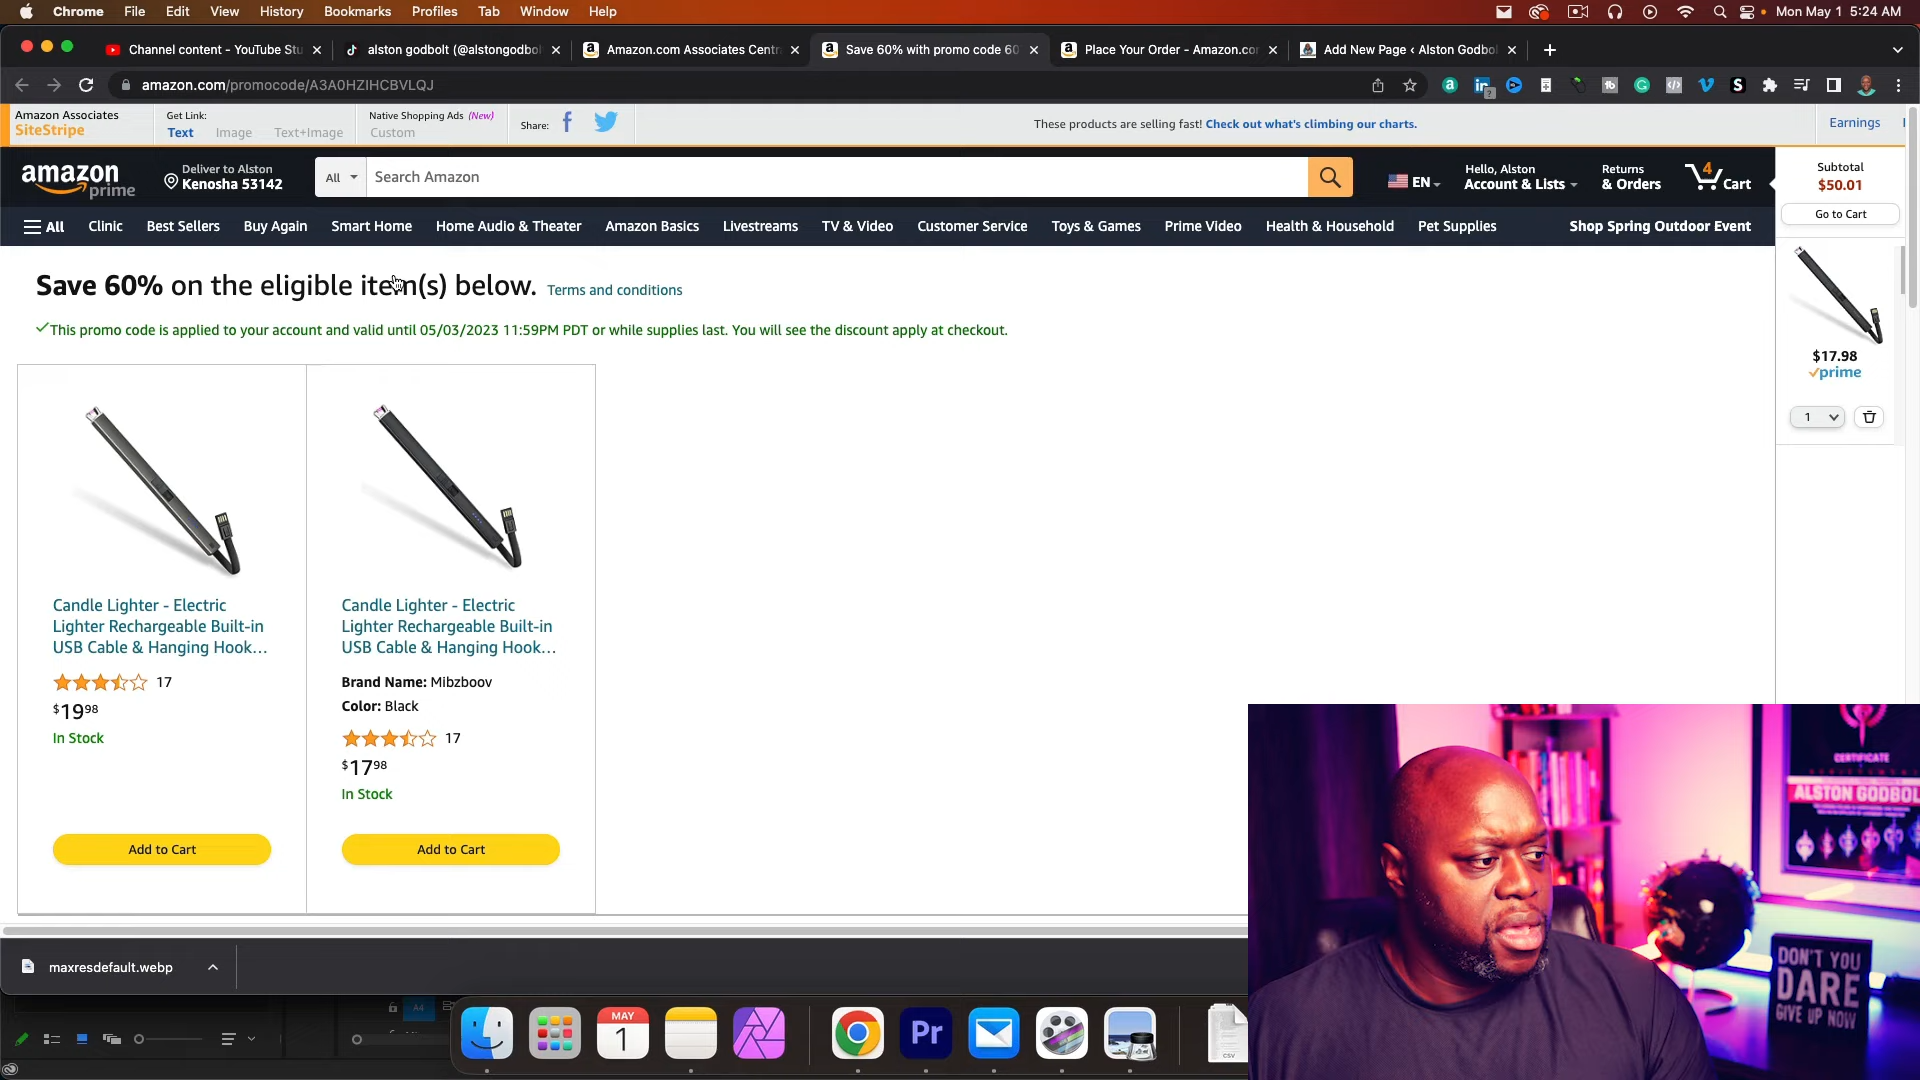 Chrome File Edit View History Bookmarks Profiles Tab Window Help
Mon May 1 5:24 AM
Channel content - YouTube Stu
alston godbolt (@alstongodbol
Amazon.com Associates Centr
Save 60% with promo code 60
Place Your Order - Amazon.com
Add New Page ‹ Alston Godbol
amazon.com/promocode/A3A0HZIHCBVLQJ
Amazon Associates
SiteStripe
Get Link:
Text Image Text+Image
Native Shopping Ads (New)
Custom
Share:
These products are selling fast! Check out what's climbing our charts.
Earnings
amazon prime
Deliver to Alston
Kenosha 53142
All
Search Amazon
EN
Hello, Alston
Account & Lists
Returns
& Orders
4 Cart
Subtotal
$50.01
Go to Cart
All Clinic Best Sellers Buy Again Smart Home Home Audio & Theater Amazon Basics Livestreams TV & Video Customer Service Toys & Games Prime Video Health & Household Pet Supplies
Shop Spring Outdoor Event
Save 60% on the eligible item(s) below. Terms and conditions
This promo code is applied to your account and valid until 05/03/2023 11:59PM PDT or while supplies last. You will see the discount apply at checkout.
$17.98
prime
1
Candle Lighter - Electric
Lighter Rechargeable Built-in
USB Cable & Hanging Hook...
17
$19 98
In Stock
Add to Cart
Candle Lighter - Electric
Lighter Rechargeable Built-in
USB Cable & Hanging Hook...
Brand Name: Mibzboov
Color: Black
17
$17 98
In Stock
Add to Cart
maxresdefault.webp
A4
MAY
1
Pr
CSV
CERTIFICATE
ALSTON GODBOL
DON'T YOU
DARE
GIVE UP NOW